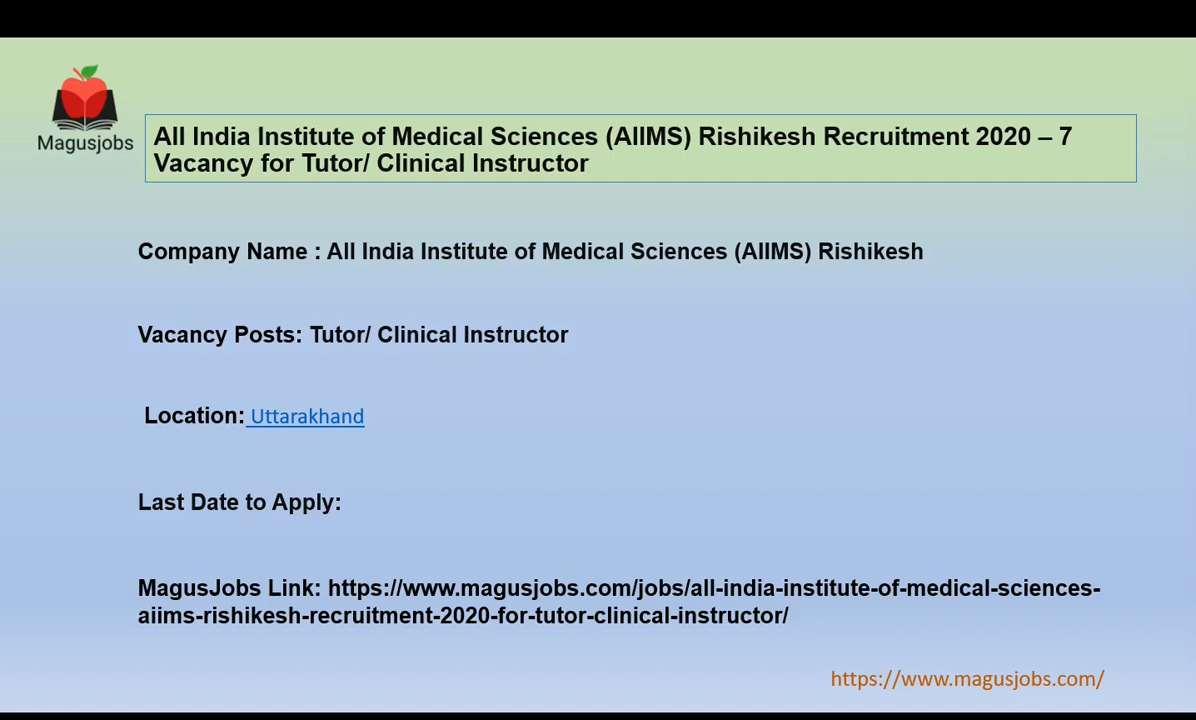 Magusjobs
All India Institute of Medical Sciences (AIIMS) Rishikesh Recruitment 2020 – 7
Vacancy for Tutor/ Clinical Instructor
Company Name : All India Institute of Medical Sciences (AIIMS) Rishikesh
Vacancy Posts: Tutor/ Clinical Instructor
Location: Uttarakhand
Last Date to Apply:
MagusJobs Link: https://www.magusjobs.com/jobs/all-india-institute-of-medical-sciences-
aiims-rishikesh-recruitment-2020-for-tutor-clinical-instructor/
https://www.magusjobs.com/